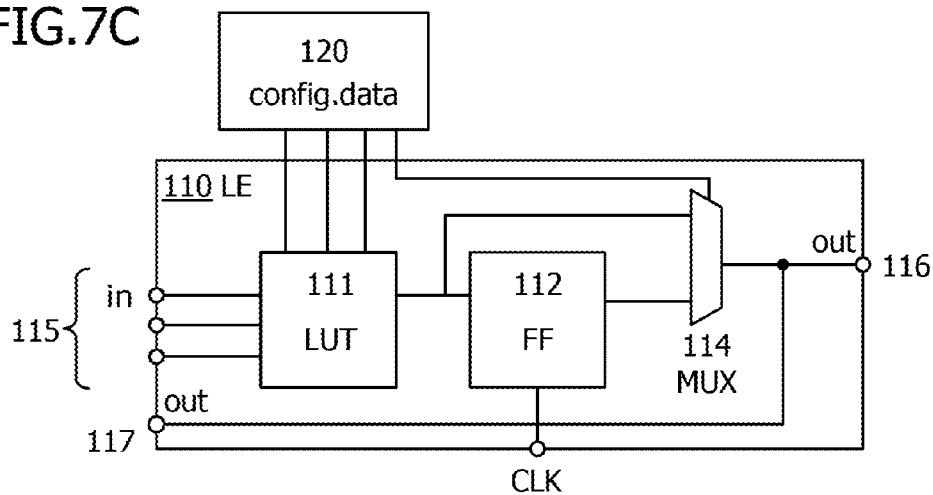 FIG.7C
120
config.data
110 LE
out
116
111
LUT
112
FF
in
115
114
MUX
out
117
CLK